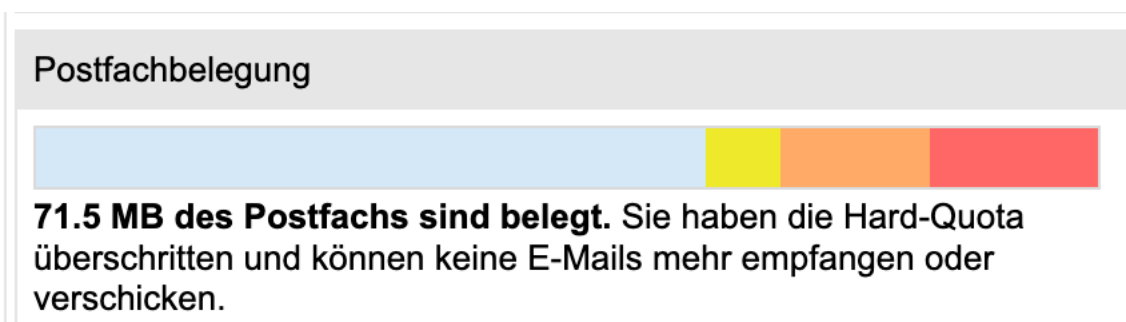 Postfachbelegung
71.5 MB des Postfachs sind belegt. Sie haben die Hard-Quota
überschritten und können keine E-Mails mehr empfangen oder
verschicken.